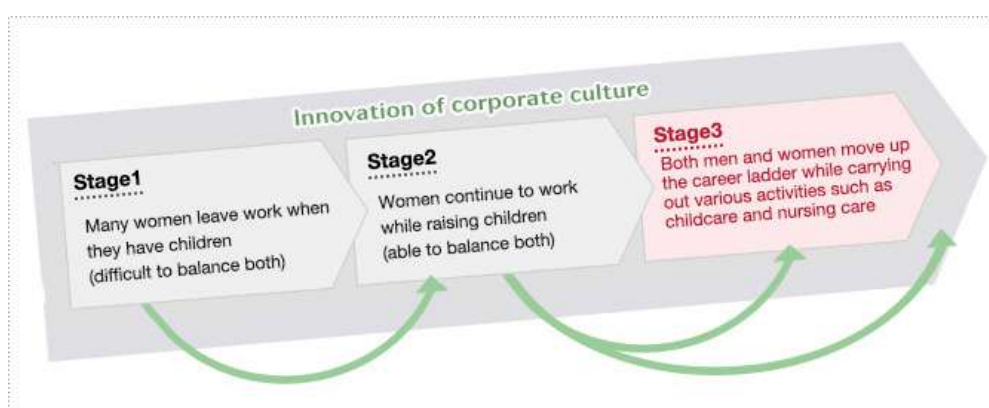 Innovation of corporate culture
Stage1
Many women leave work when
they have children
(difficult to balance both)
Stage2
Women continue to work
while raising children
(able to balance both)
Stage3
Both men and women move up
the career ladder while carrying
out various activities such as
childcare and nursing care